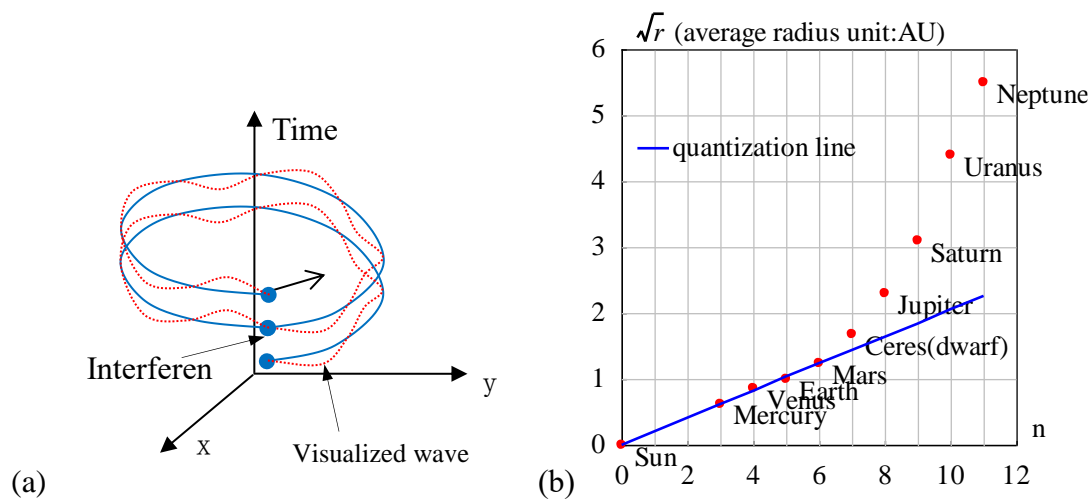 Time
Interferen
y
x
Visualized wave
(a)
√r (average radius unit:AU)
6
5
4
3
2
1
0
quantization line
Neptune
Uranus
Saturn
Jupiter
Ceres(dwarf)
Mars
Earth
Venus
Mercury
Sun
n
0 2 4 6 8 10 12
(b)